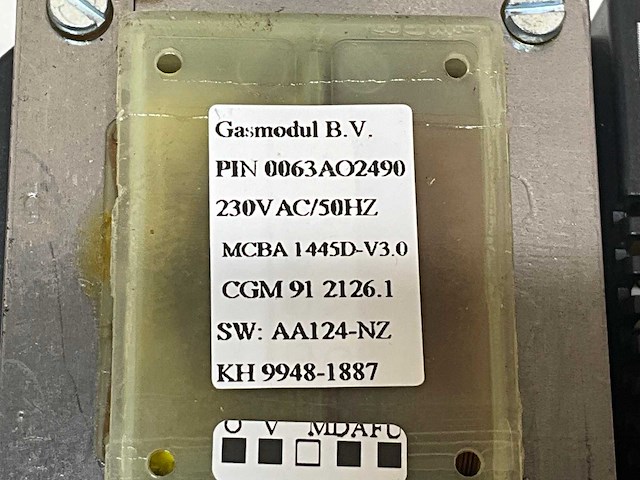 Gasmodul B.V.
PIN 0063AO2490
230VAC/50HZ
MCBA 1445D-V3.0
CGM 91 2126.1
SW: AA124-NZ
KH 9948-1887
O V MDAFU